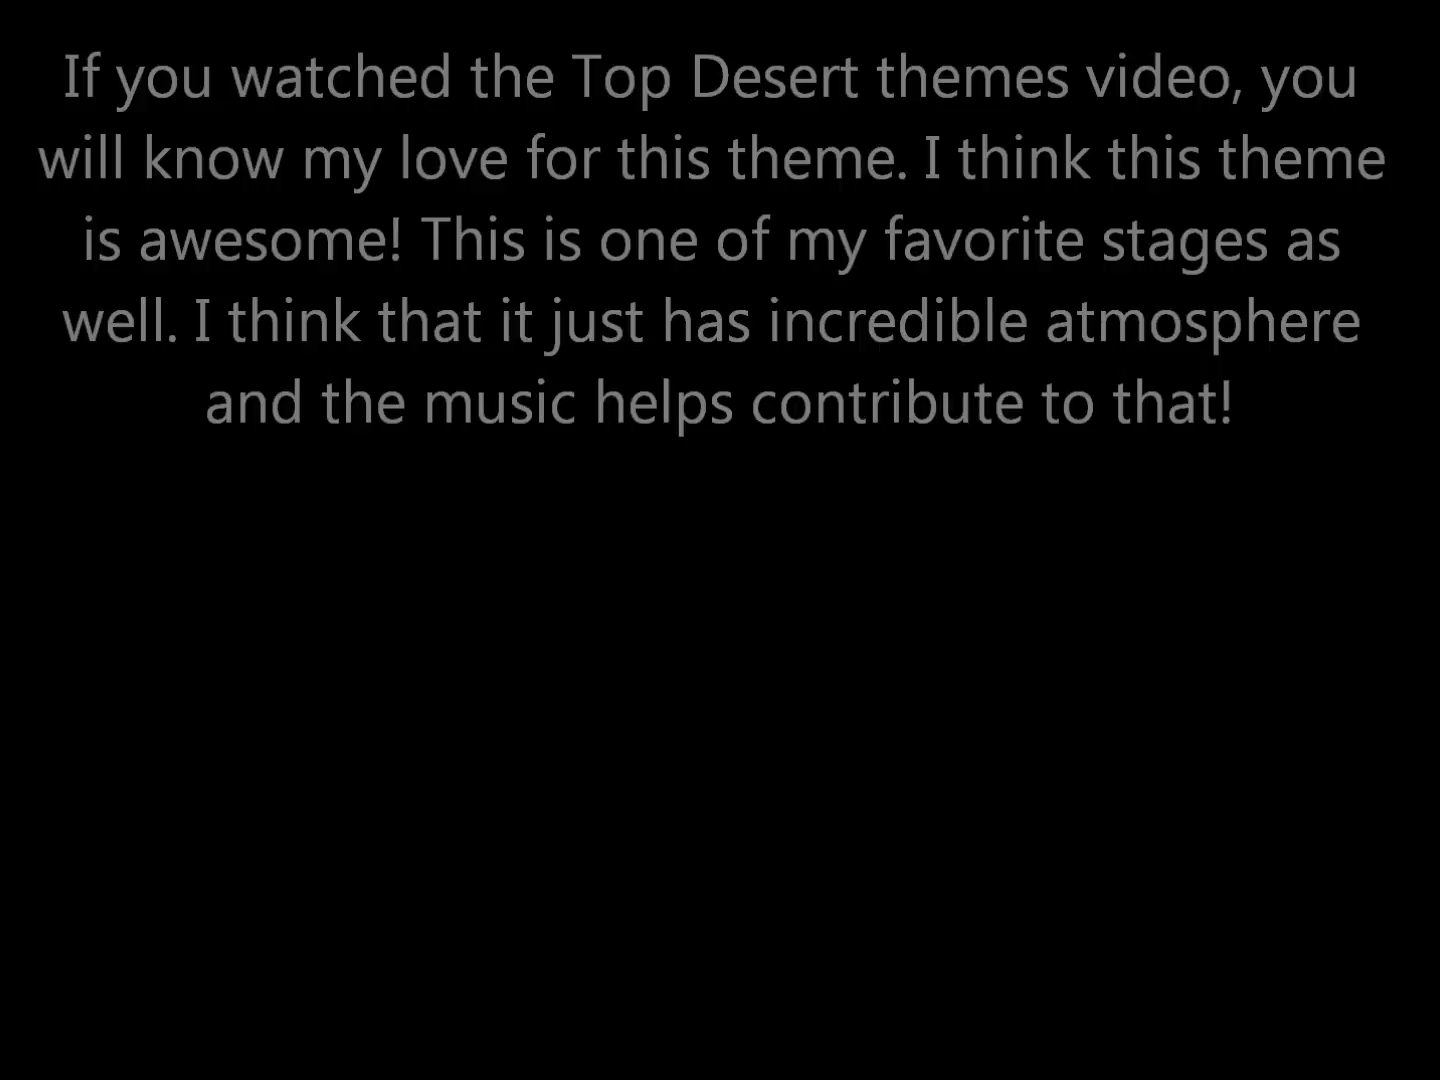 If you watched the Top Desert themes video, you
will know my love for this theme. I think this theme
is awesome! This is one of my favorite stages as
well. I think that it just has incredible atmosphere
and the music helps contribute to that!